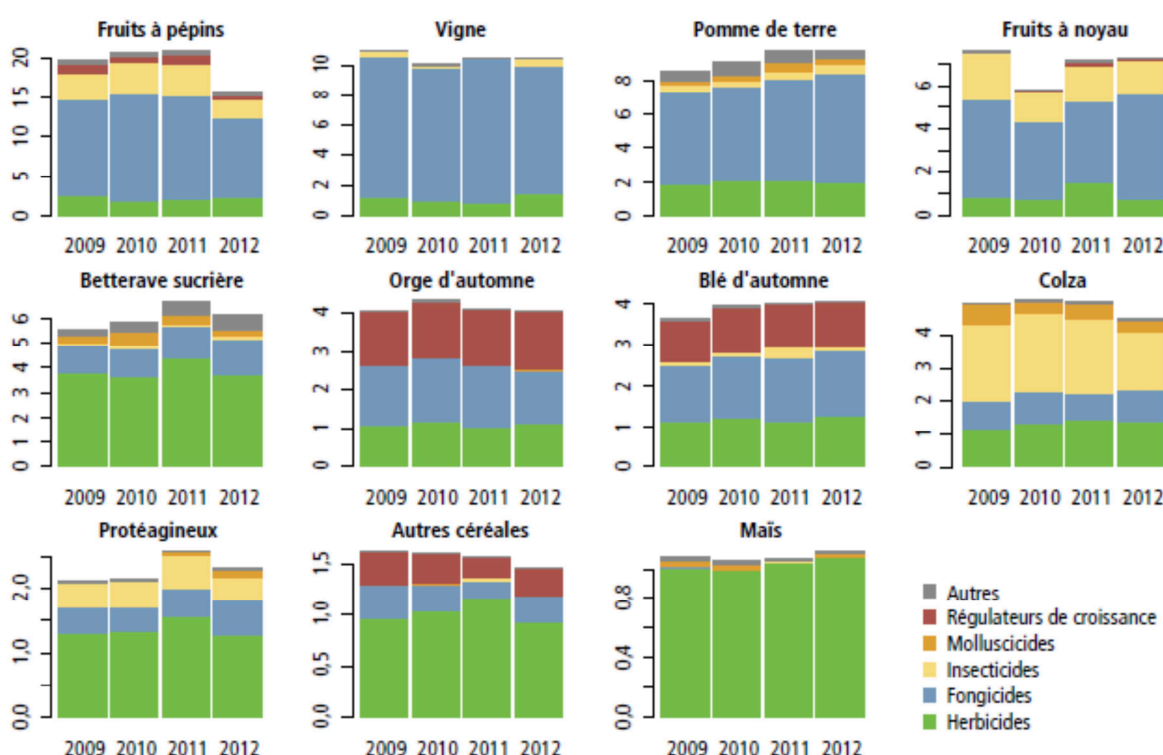 Fruits à pépins
20
15
10
5
0
2009 2010 2011 2012
Vigne
10
8
6
4
2
0
2009 2010 2011 2012
Pomme de terre
8
6
4
2
0
2009 2010 2011 2012
Fruits à noyau
6
4
2
0
2009 2010 2011 2012
Betterave sucrière
6
5
4
3
2
1
0
2009 2010 2011 2012
Orge d'automne
4
3
2
1
0
2009 2010 2011 2012
Blé d'automne
4
3
2
1
0
2009 2010 2011 2012
Colza
4
3
2
1
0
2009 2010 2011 2012
Protéagineux
2,0
1,0
0,0
2009 2010 2011 2012
Autres céréales
1,5
1,0
0,5
0,0
2009 2010 2011 2012
Maïs
0,8
0,4
0,0
2009 2010 2011 2012
Autres
Régulateurs de croissance
Molluscicides
Insecticides
Fongicides
Herbicides